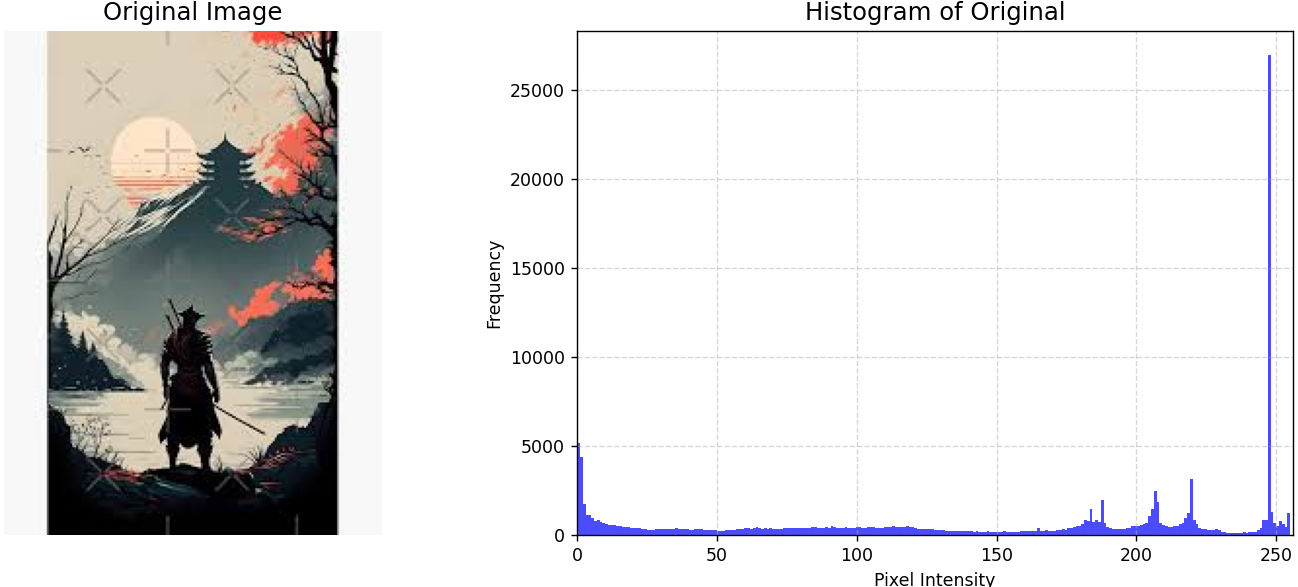 Original Image
Histogram of Original
Frequency
25000
20000
15000
10000
5000
0
0 50 100 150 200 250
Pixel Intensity